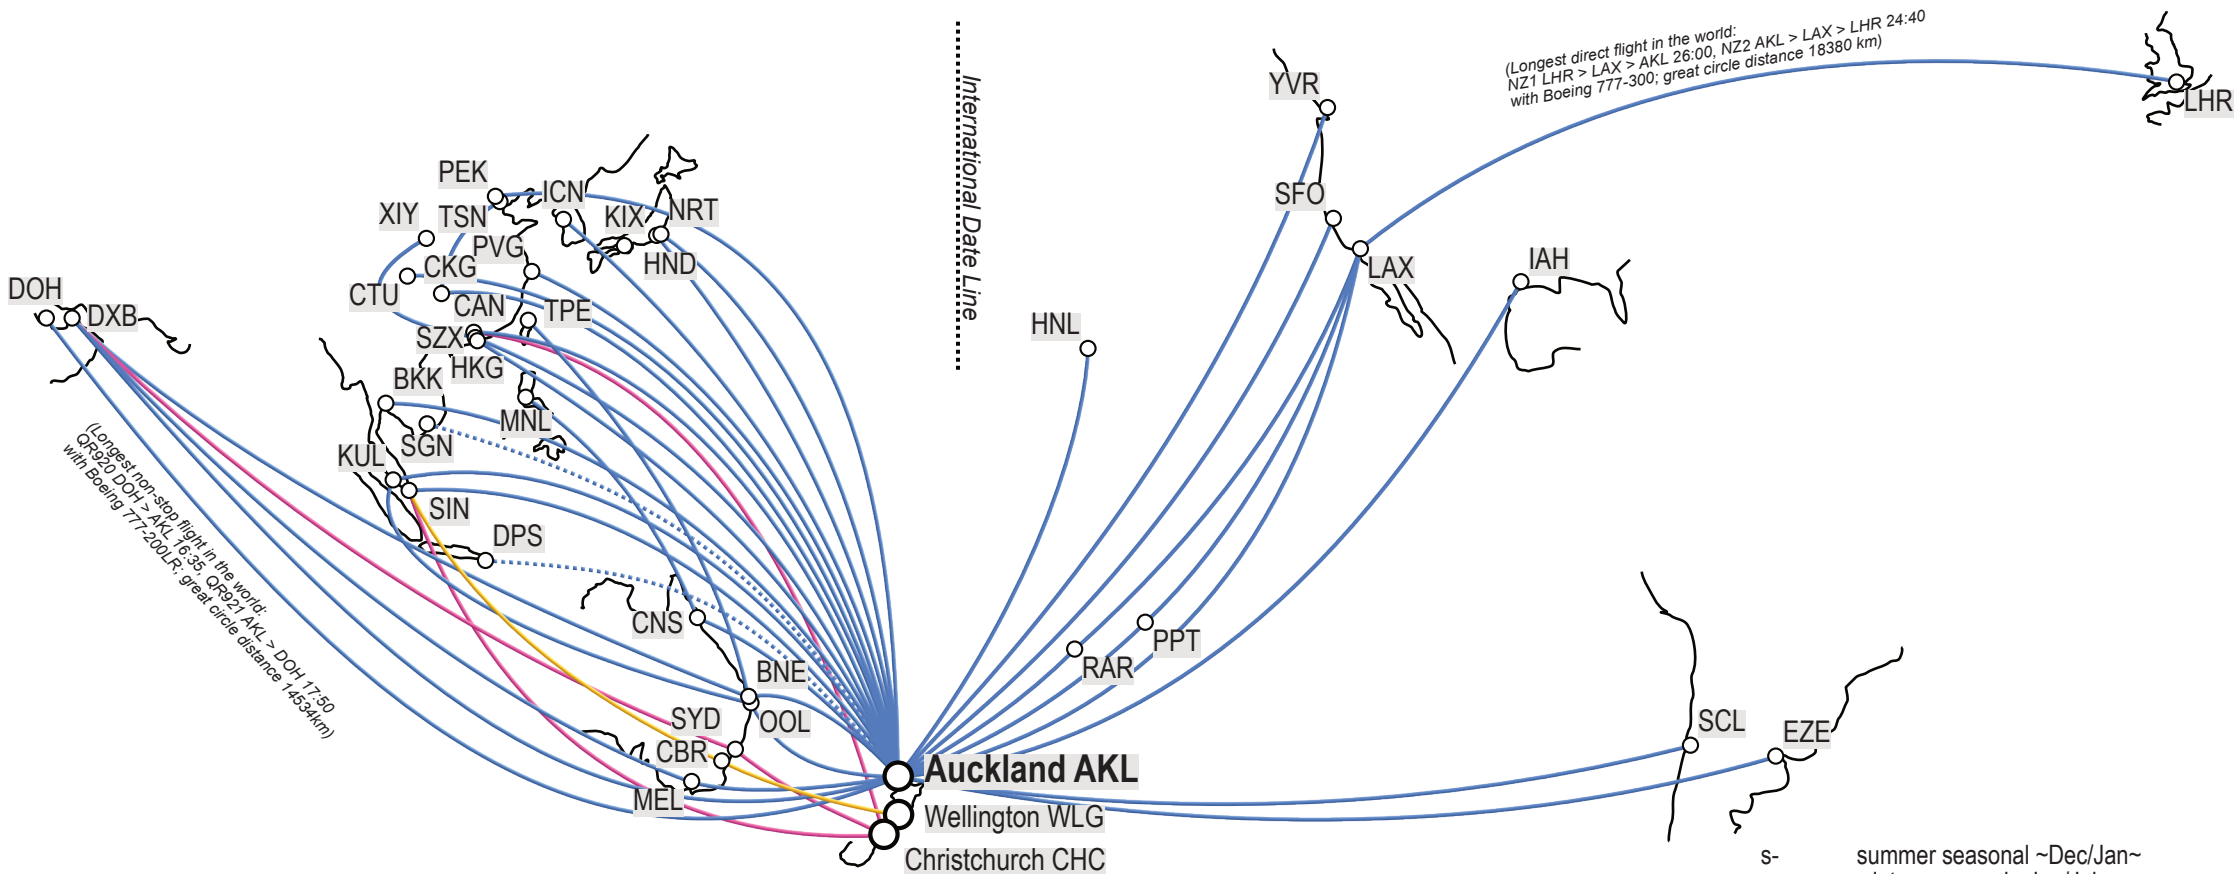 (Longest direct flight in the world:
NZ1 LHR > LAX > AKL 26:00, NZ2 AKL > LAX > LHR 24:40
with Boeing 777-300; great circle distance 18380 km)
International Date Line
YVR
LHR
PEK
ICN
SFO
XIY
TSN
KIX
NRT
PVG
CKG
HND
LAX
IAH
DOH
DXB
CTU
CAN
TPE
SZX
HKG
HNL
BKK
MNL
SGN
KUL
SIN
DPS
(Longest non-stop flight in the world:
QR920 DOH > AKL 16:35, QR921 AKL > DOH 17:50
with Boeing 777-200LR; great circle distance 14534km)
CNS
PPT
RAR
BNE
SYD
OOL
CBR
MEL
SCL
EZE
Auckland AKL
Wellington WLG
Christchurch CHC
s- summer seasonal ~Dec/Jan~